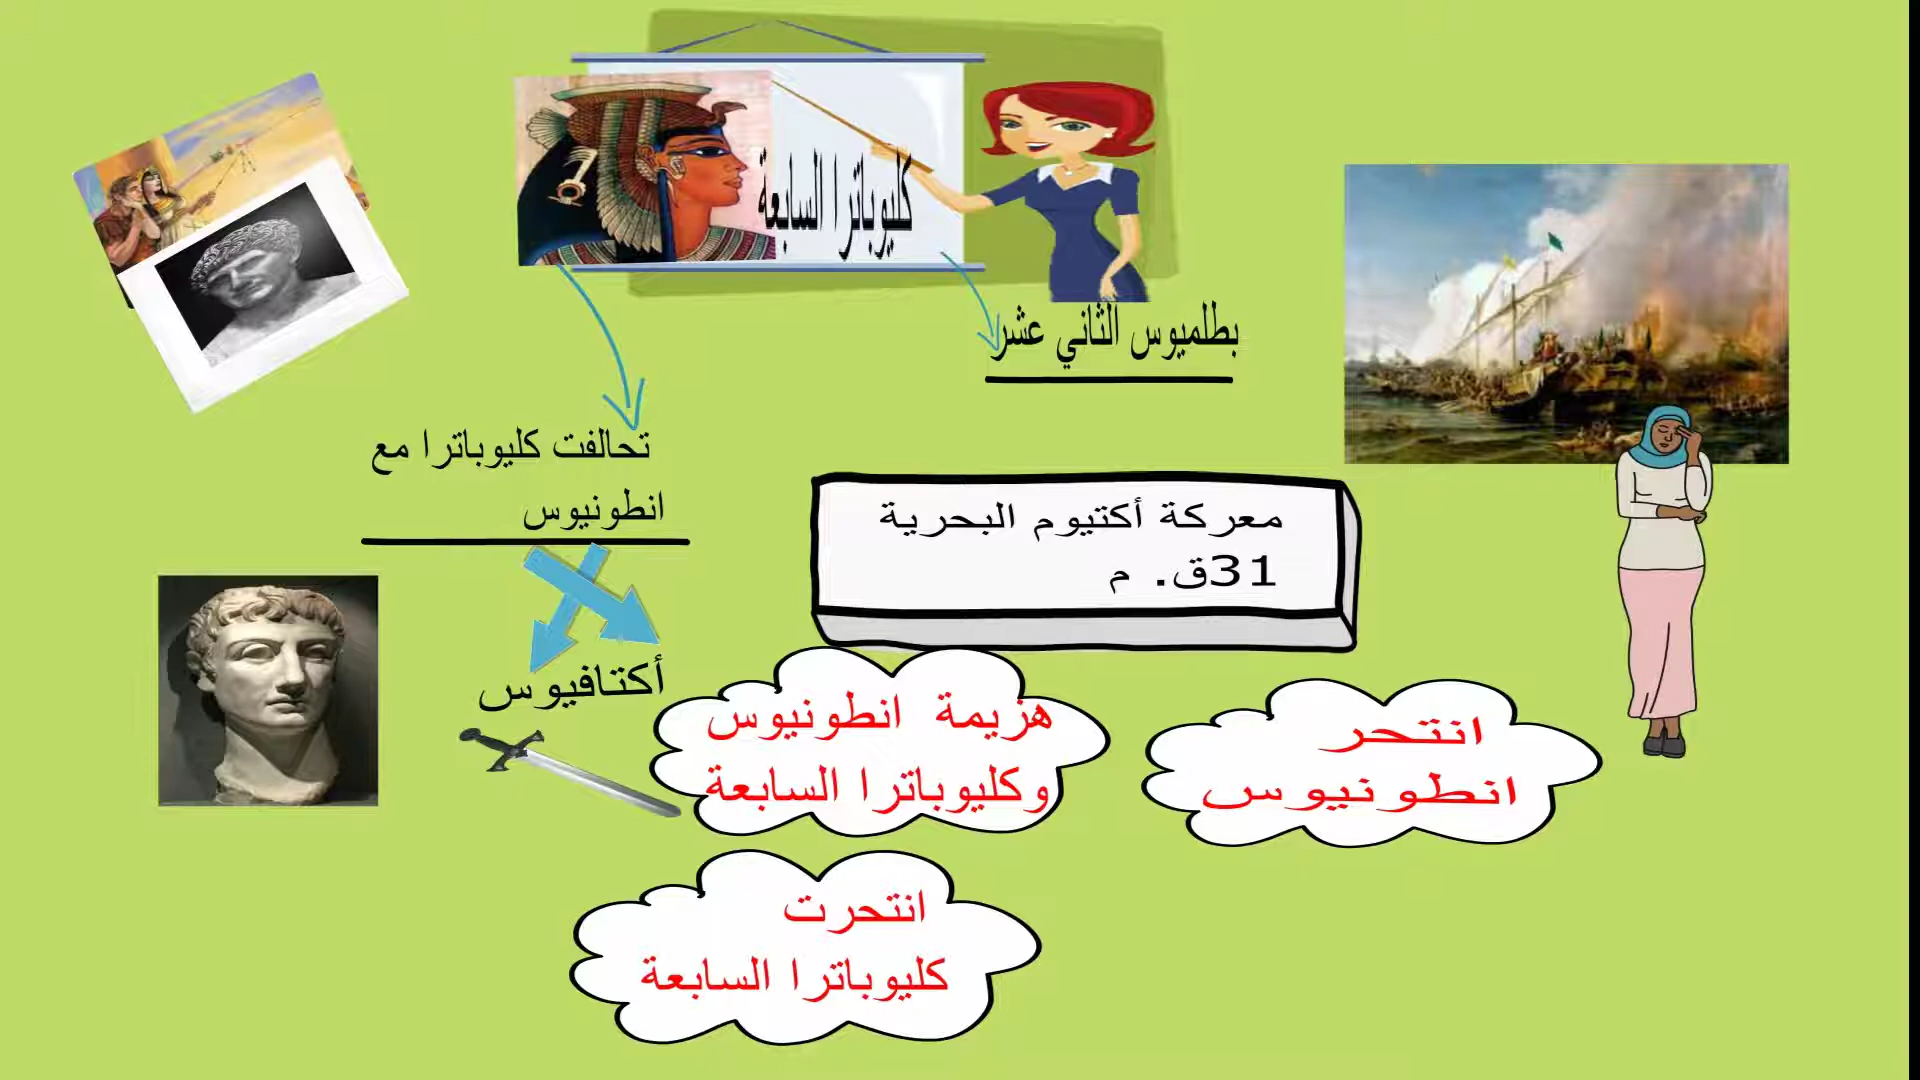 كليوباترا السابعة
بطلميوس الثاني عشر
تحالفت كليوباترا مع
انطونيوس
أكتافيوس
معركة أكتيوم البحرية
31ق. م
هزيمة انطونيوس
وكليوباترا السابعة
انتحر
انطونيوس
انتحرت
كليوباترا السابعة